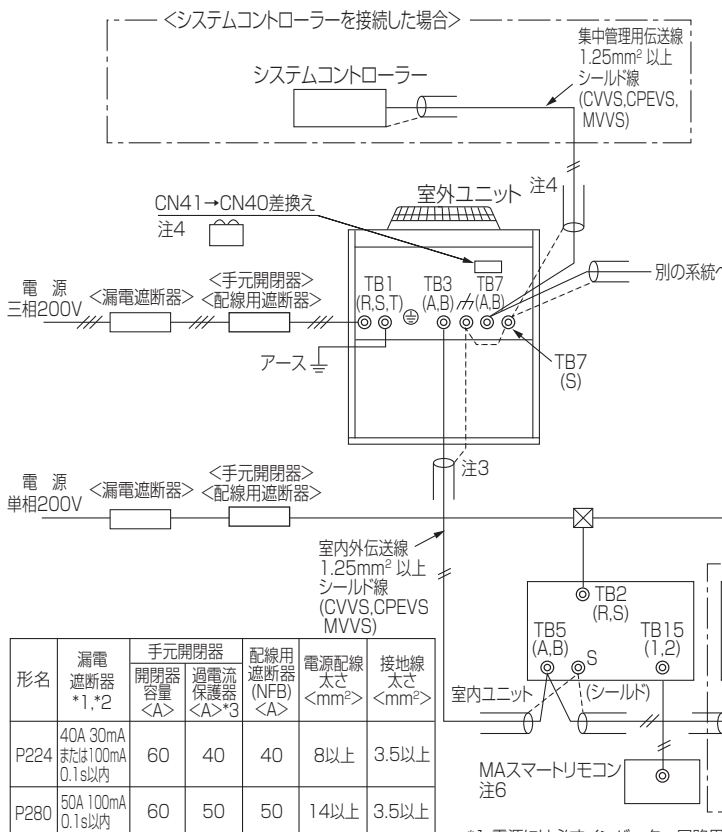 <システムコントローラーを接続した場合>
システムコントローラー
集中管理用伝送線
1.25mm² 以上
シールド線
(CVVS,CPEVS,
MVVS)
CN41→CN40差換え
注4
室外ユニット
注4
電 源
三相200V
<漏電遮断器>
<手元開閉器>
<配線用遮断器>
TB1
(R,S,T)
TB3
(A,B)
TB7
(A,B)
別の系統へ
アース
TB7
(S)
注3
電 源
単相200V
<漏電遮断器>
<手元開閉器>
<配線用遮断器>
室内外伝送線
1.25mm² 以上
シールド線
(CVVS,CPEVS
MVVS)
TB2
(R,S)
TB5
(A,B)
S
TB15
(1,2)
室内ユニット
(シールド)
MAスマートリモコン
注6
形名
漏電
遮断器
*1,*2
手元開閉器
開閉器
容量
<A>
過電流
保護器
<A>*3
配線用
遮断器
(NFB)
<A>
電源配線
太さ
<mm²>
接地線
太さ
<mm²>
P224
40A 30mA
または100mA
0.1s以内
60
40
40
8以上
3.5以上
P280
50A 100mA
0.1s以内
60
50
50
14以上
3.5以上